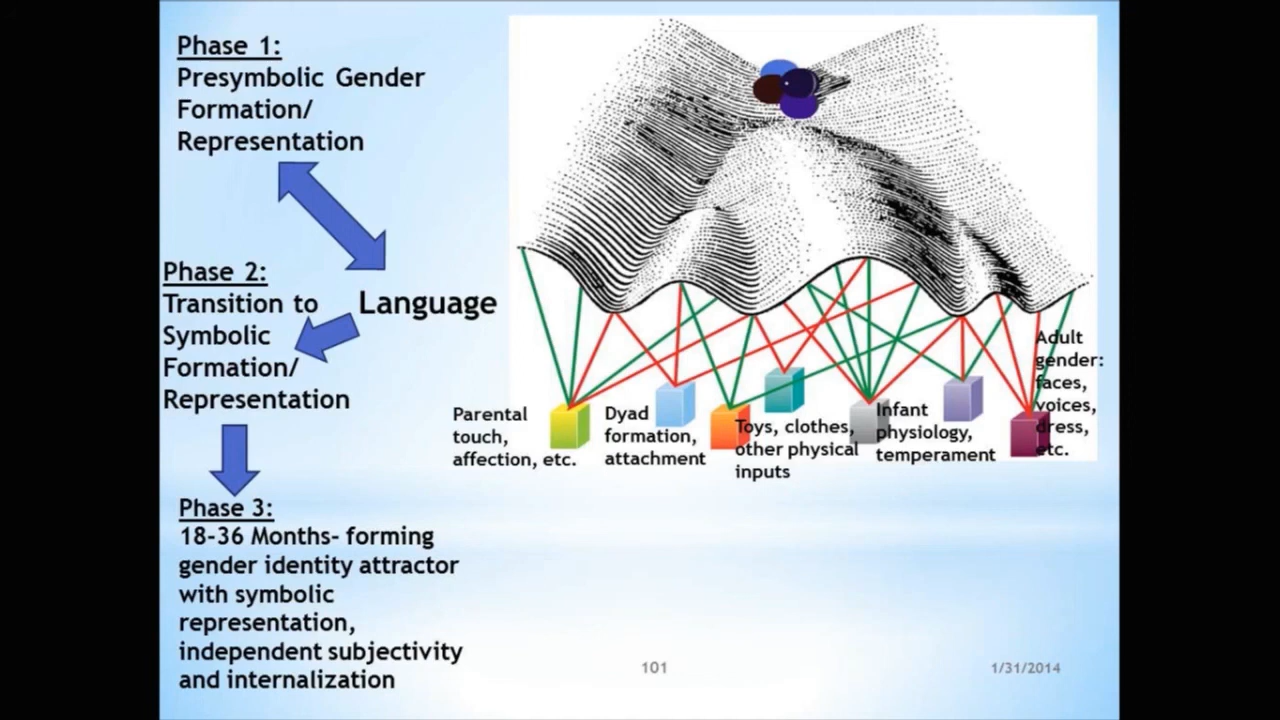 Phase 1:
Presymbolic Gender
Formation/
Representation
Phase 2:
Transition to
Symbolic
Formation/
Representation
Language
Phase 3:
18-36 Months- forming
gender identity attractor
with symbolic
representation,
independent subjectivity
and internalization
Parental
touch,
affection, etc.
Dyad
formation,
attachment
Toys, clothes,
other physical
inputs
Infant
physiology,
temperament
Adult
gender:
faces,
voices,
dress,
etc.
101
1/31/2014